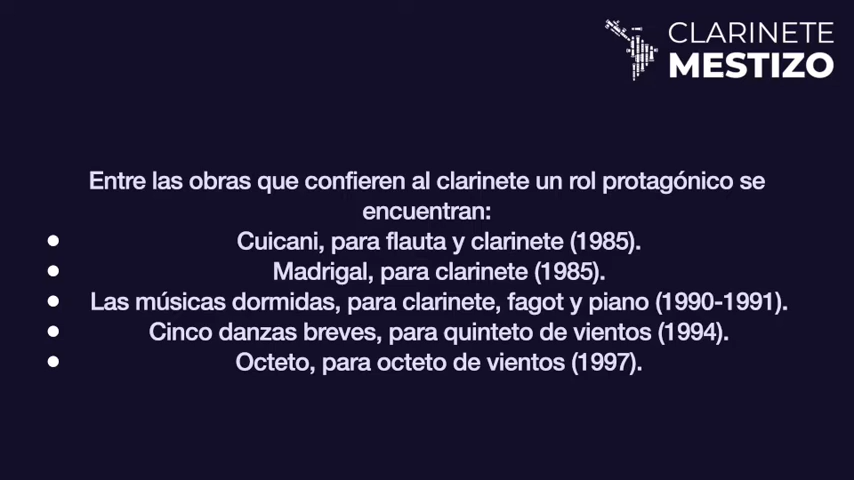 CLARINETE
MESTIZO
Entre las obras que confieren al clarinete un rol protagónico se
encuentran:
• Cuicani, para flauta y clarinete (1985).
• Madrigal, para clarinete (1985).
• Las músicas dormidas, para clarinete, fagot y piano (1990-1991).
• Cinco danzas breves, para quinteto de vientos (1994).
• Octeto, para octeto de vientos (1997).